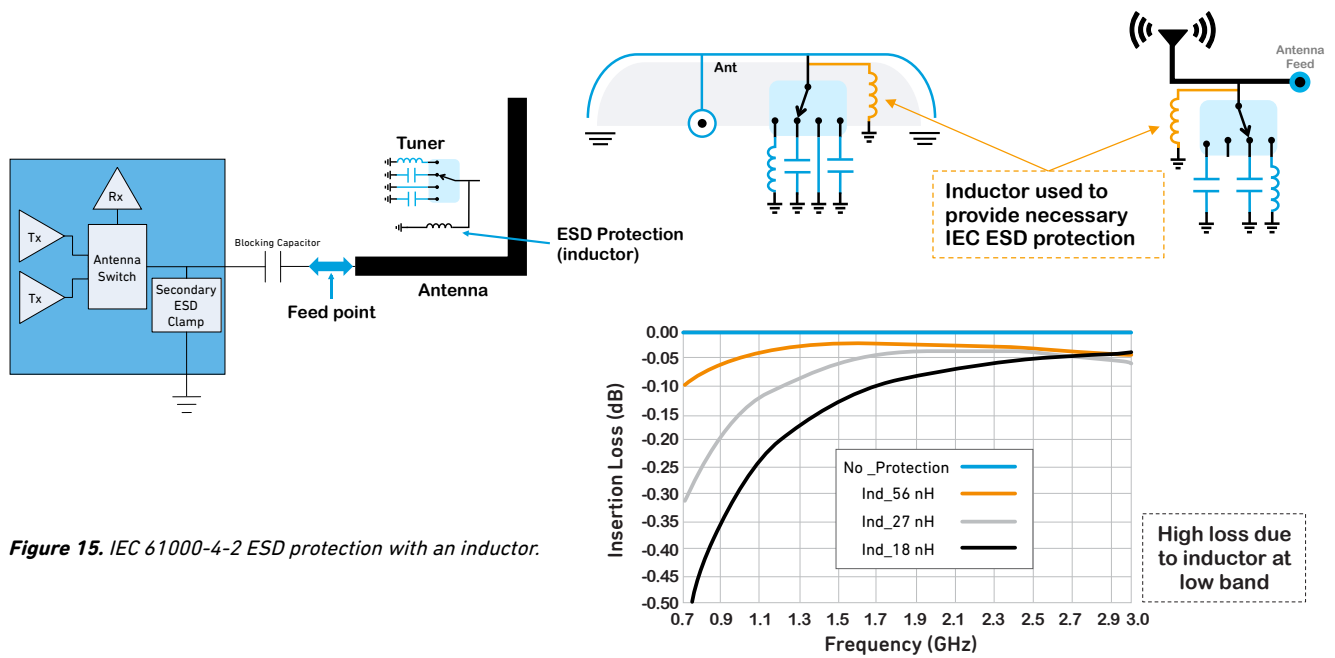 Ant
Antenna
Feed
Tuner
Rx
Tx
Tx
Antenna
Switch
Secondary
ESD
Clamp
Blocking Capacitor
Feed point
Antenna
ESD Protection
(inductor)
Inductor used to
provide necessary
IEC ESD protection
Figure 15. IEC 61000-4-2 ESD protection with an inductor.
Insertion Loss (dB)
0.00
-0.05
-0.10
-0.15
-0.20
-0.25
-0.30
-0.35
-0.40
-0.45
-0.50
No _Protection
Ind_56 nH
Ind_27 nH
Ind_18 nH
0.7 0.9 1.1 1.3 1.5 1.7 1.9 2.1 2.3 2.5 2.7 2.9 3.0
Frequency (GHz)
High loss due
to inductor at
low band